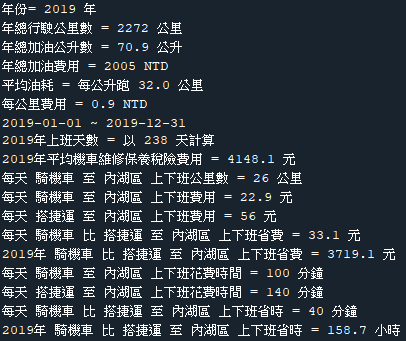 年份= 2019 年
年總行駛公里數 = 2272 公里
年總加油公升數 = 70.9 公升
年總加油費用 = 2005 NTD
平均油耗 = 每公升跑 32.0 公里
每公里費用 = 0.9 NTD
2019-01-01 ~ 2019-12-31
2019年上班天數 = 以 238 天計算
2019年平均機車維修保養稅險費用 = 4148.1 元
每天 騎機車 至 內湖區 上下班公里數 = 26 公里
每天 騎機車 至 內湖區 上下班費用 = 22.9 元
每天 搭捷運 至 內湖區 上下班費用 = 56 元
每天 騎機車 比 搭捷運 至 內湖區 上下班省費 = 33.1 元
2019年 騎機車 比 搭捷運 至 內湖區 上下班省費 = 3719.1 元
每天 騎機車 至 內湖區 上下班花費時間 = 100 分鐘
每天 搭捷運 至 內湖區 上下班花費時間 = 140 分鐘
每天 騎機車 比 搭捷運 至 內湖區 上下班省時 = 40 分鐘
2019年 騎機車 比 搭捷運 至 內湖區 上下班省時 = 158.7 小時